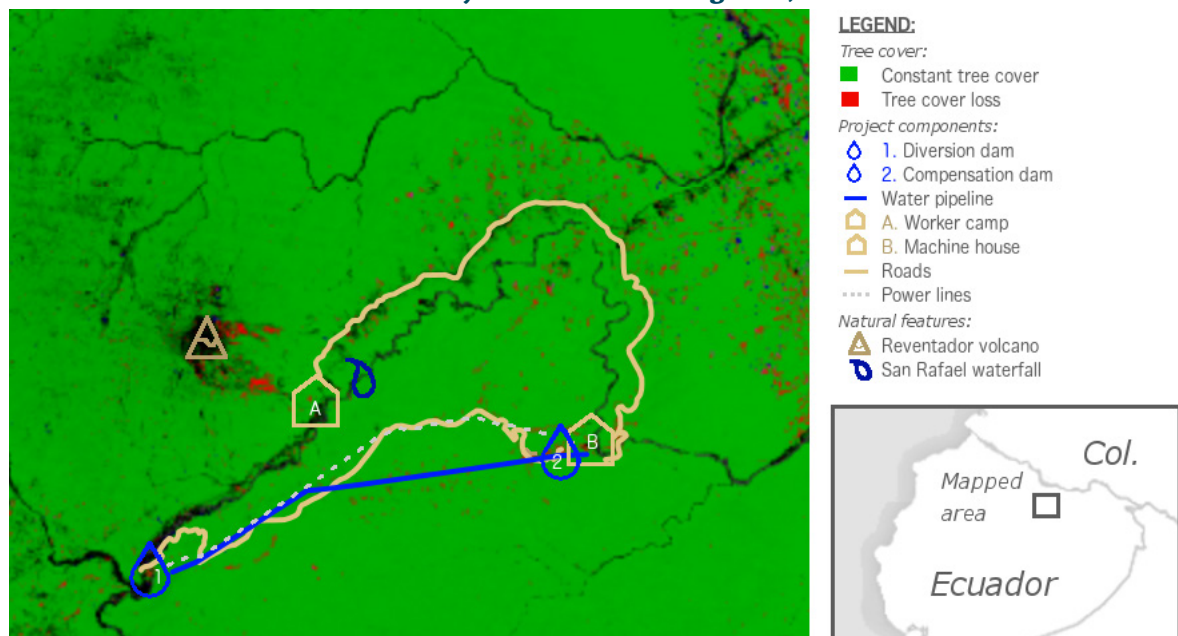 LEGEND:
Tree cover:
Constant tree cover
Tree cover loss
Project components:
1. Diversion dam
2. Compensation dam
Water pipeline
A. Worker camp
B. Machine house
Roads
Power lines
Natural features:
Reventador volcano
San Rafael waterfall
A
B
2
1
Col.
Mapped
area
Ecuador